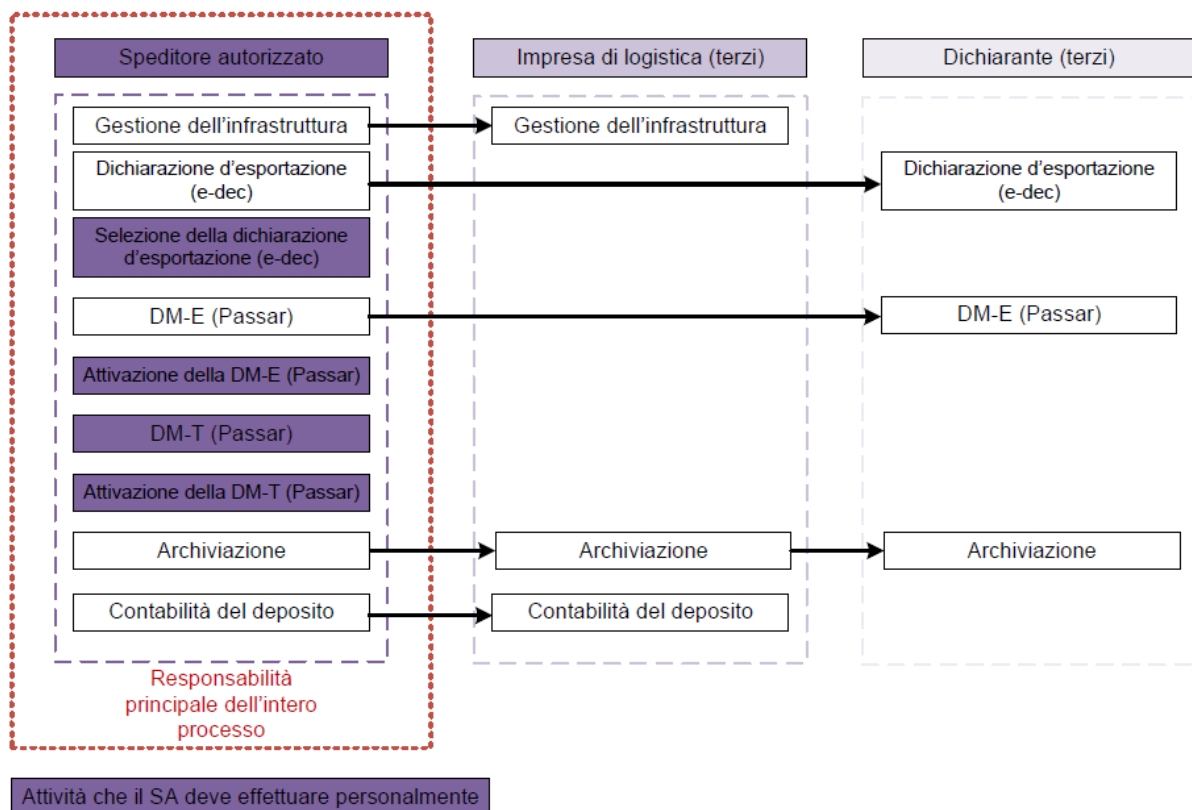 Speditore autorizzato
Impresa di logistica (terzi)
Dichiarante (terzi)
Gestione dell'infrastruttura
Gestione dell'infrastruttura
Dichiarazione d'esportazione
(e-dec)
Dichiarazione d'esportazione
(e-dec)
Selezione della dichiarazione
d'esportazione (e-dec)
DM-E (Passar)
DM-E (Passar)
Attivazione della DM-E (Passar)
DM-T (Passar)
Attivazione della DM-T (Passar)
Archiviazione
Archiviazione
Archiviazione
Contabilità del deposito
Contabilità del deposito
Responsabilità
principale dell'intero
processo
Attività che il SA deve effettuare personalmente